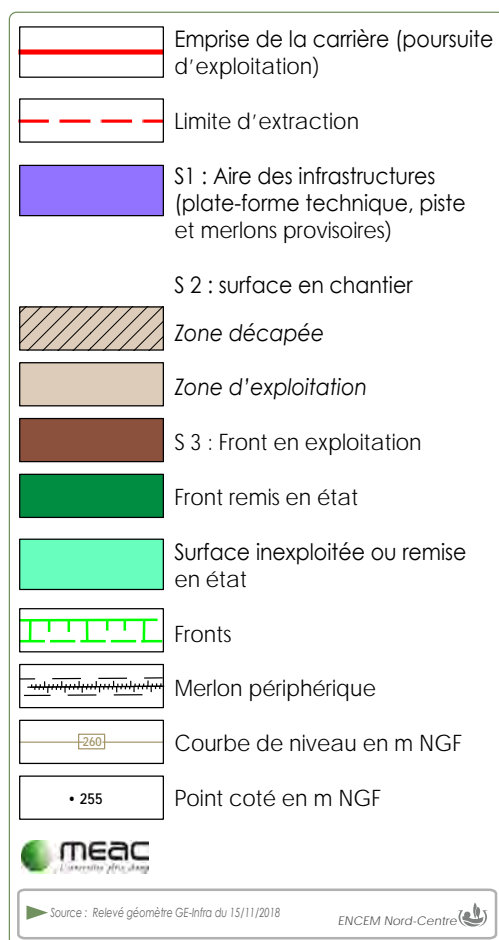 Emprise de la carrière (poursuite
d'exploitation)
Limite d'extraction
S1 : Aire des infrastructures
(plate-forme technique, piste
et merlons provisoires)
S 2 : surface en chantier
Zone décapée
Zone d'exploitation
S 3 : Front en exploitation
Front remis en état
Surface inexploitée ou remise
en état
Fronts
Merlon périphérique
260
Courbe de niveau en m NGF
• 255
Point coté en m NGF
meac
Source : Relevé géomètre GE-Infra du 15/11/2018
ENCEM Nord-Centre